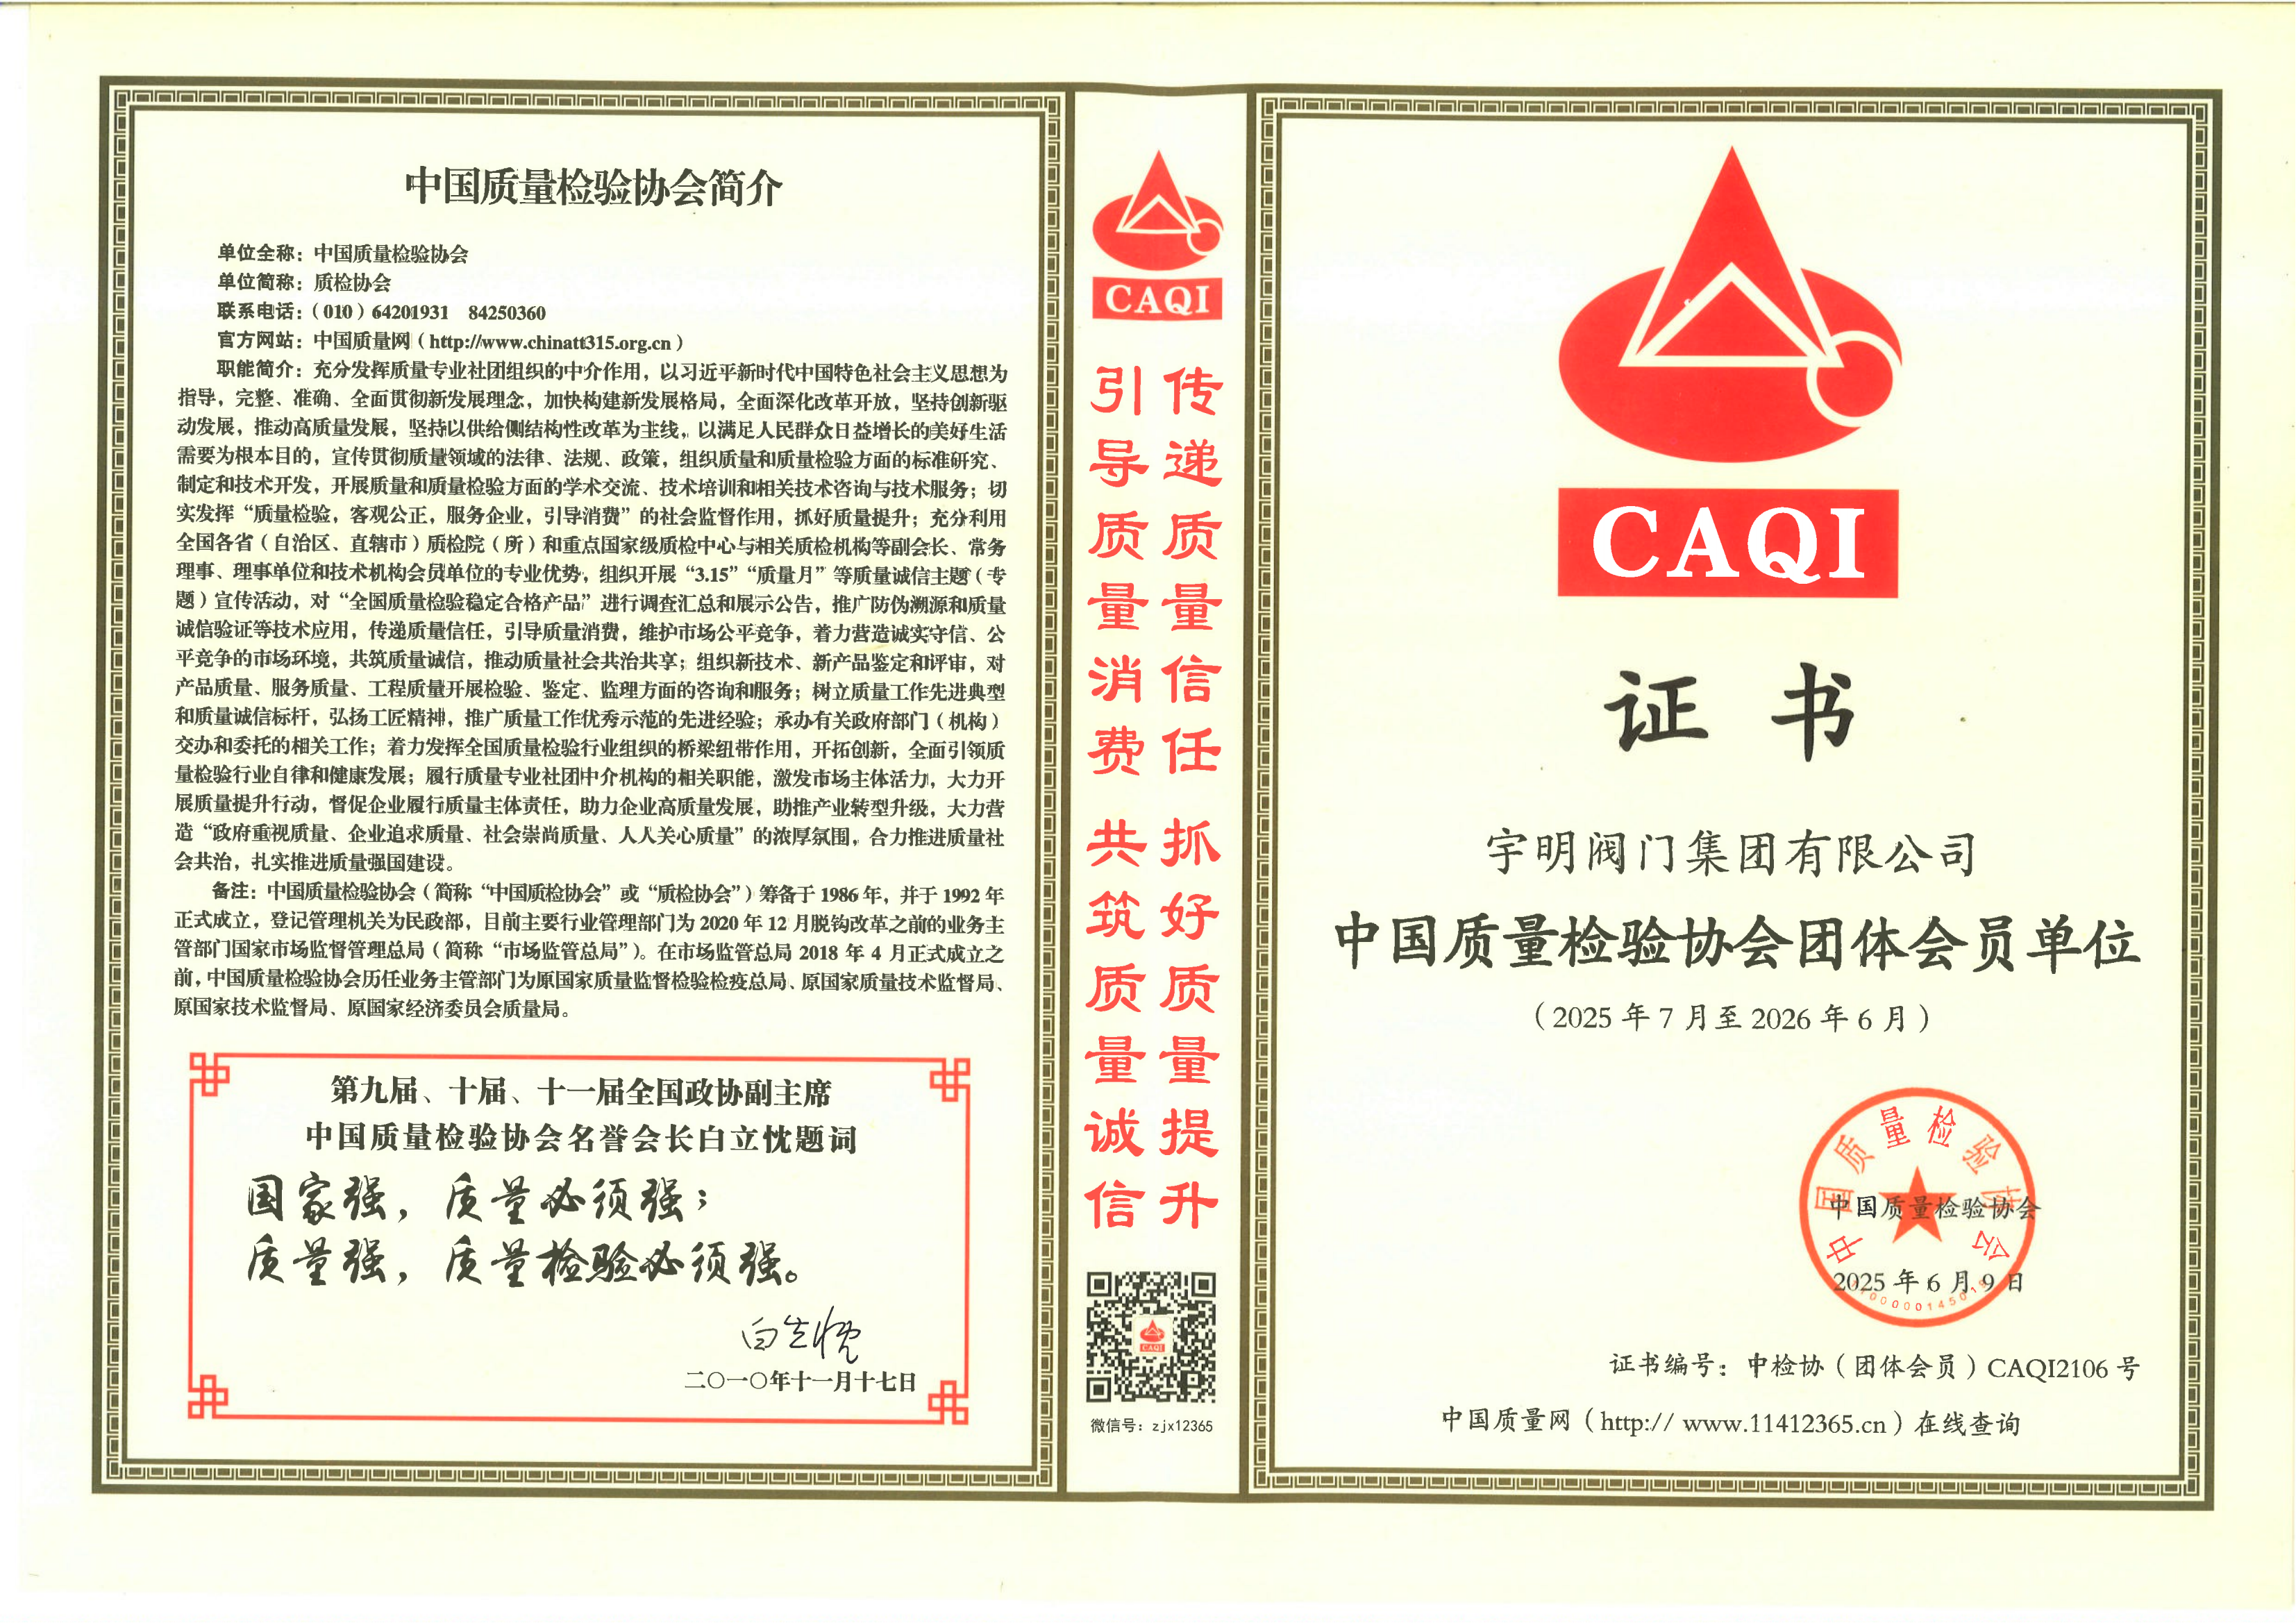 中国质量检验协会简介
单位全称：中国质量检验协会
单位简称：质检协会
联系电话：（010）64201931 84250360
官方网站：中国质量网（http://www.chinatt315.org.cn）
职能简介：充分发挥质量专业社团组织的中介作用，以习近平新时代中国特色社会主义思想为
指导，完整、准确、全面贯彻新发展理念，加快构建新发展格局，全面深化改革开放，坚持创新驱
动发展，推动高质量发展，坚持以供给侧结构性改革为主线，以满足人民群众日益增长的美好生活
需要为根本目的，宣传贯彻质量领域的法律、法规、政策，组织质量和质量检验方面的标准研究、
制定和技术开发，开展质量和质量检验方面的学术交流、技术培训和相关技术咨询与技术服务；切
实发挥“质量检验，客观公正，服务企业，引导消费”的社会监督作用，抓好质量提升；充分利用
全国各省（自治区、直辖市）质检院（所）和重点国家级质检中心与相关质检机构等副会长、常务
理事、理事单位和技术机构会员单位的专业优势，组织开展“3.15”“质量月”等质量诚信主题（专
题）宣传活动，对“全国质量检验稳定合格产品”进行调查汇总和展示公告，推广防伪溯源和质量
诚信验证等技术应用，传递质量信任，引导质量消费，维护市场公平竞争，着力营造诚实守信、公
平竞争的市场环境，共筑质量诚信，推动质量社会共治共享；组织新技术、新产品鉴定和评审，对
产品质量、服务质量、工程质量开展检验、鉴定、监理方面的咨询和服务；树立质量工作先进典型
和质量诚信标杆，弘扬工匠精神，推广质量工作优秀示范的先进经验；承办有关政府部门（机构）
交办和委托的相关工作；着力发挥全国质量检验行业组织的桥梁纽带作用，开拓创新，全面引领质
量检验行业自律和健康发展；履行质量专业社团中介机构的相关职能，激发市场主体活力，大力开
展质量提升行动，督促企业履行质量主体责任，助力企业高质量发展，助推产业转型升级，大力营
造“政府重视质量、企业追求质量、社会崇尚质量、人人关心质量”的浓厚氛围，合力推进质量社
会共治，扎实推进质量强国建设。
备注：中国质量检验协会（简称“中国质检协会”或“质检协会”）筹备于 1986 年，并于 1992 年
正式成立，登记管理机关为民政部，目前主要行业管理部门为 2020 年 12 月脱钩改革之前的业务主
管部门国家市场监督管理总局（简称“市场监管总局”）。在市场监管总局 2018 年 4 月正式成立之
前，中国质量检验协会历任业务主管部门为原国家质量监督检验检疫总局、原国家质量技术监督局、
原国家技术监督局、原国家经济委员会质量局。
第九届、十届、十一届全国政协副主席
中国质量检验协会名誉会长白立忱题词
国家强，质量必须强；
质量强，质量检验必须强。
白立忱
二〇一〇年十一月十七日
CAQI
传递质量信任 抓好质量提升
引导质量消费 共筑质量诚信
CAQI
微信号：zjx12365
CAQI
证书
宇明阀门集团有限公司
中国质量检验协会团体会员单位
（2025 年 7 月至 2026 年 6 月）
中国质量检验协会
中国质量检验协会
2025 年 6 月 9 日
证书编号：中检协（团体会员）CAQI2106 号
中国质量网（http:// www.11412365.cn）在线查询